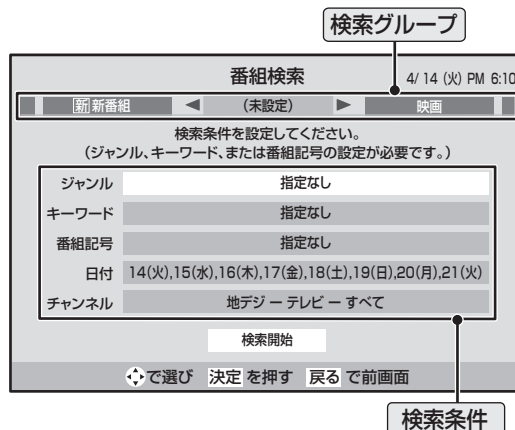 検索グループ
番組検索 4/ 14 (火) PM 6:10
新 新番組 ◀ (未設定) ▶ 映画
検索条件を設定してください。
(ジャンル、キーワード、または番組記号の設定が必要です。)
ジャンル 指定なし
キーワード 指定なし
番組記号 指定なし
日付 14(火),15(水),16(木),17(金),18(土),19(日),20(月),21(火)
チャンネル 地デジ ー テレビ ー すべて
検索開始
で選び 決定 を押す 戻る で前画面
検索条件